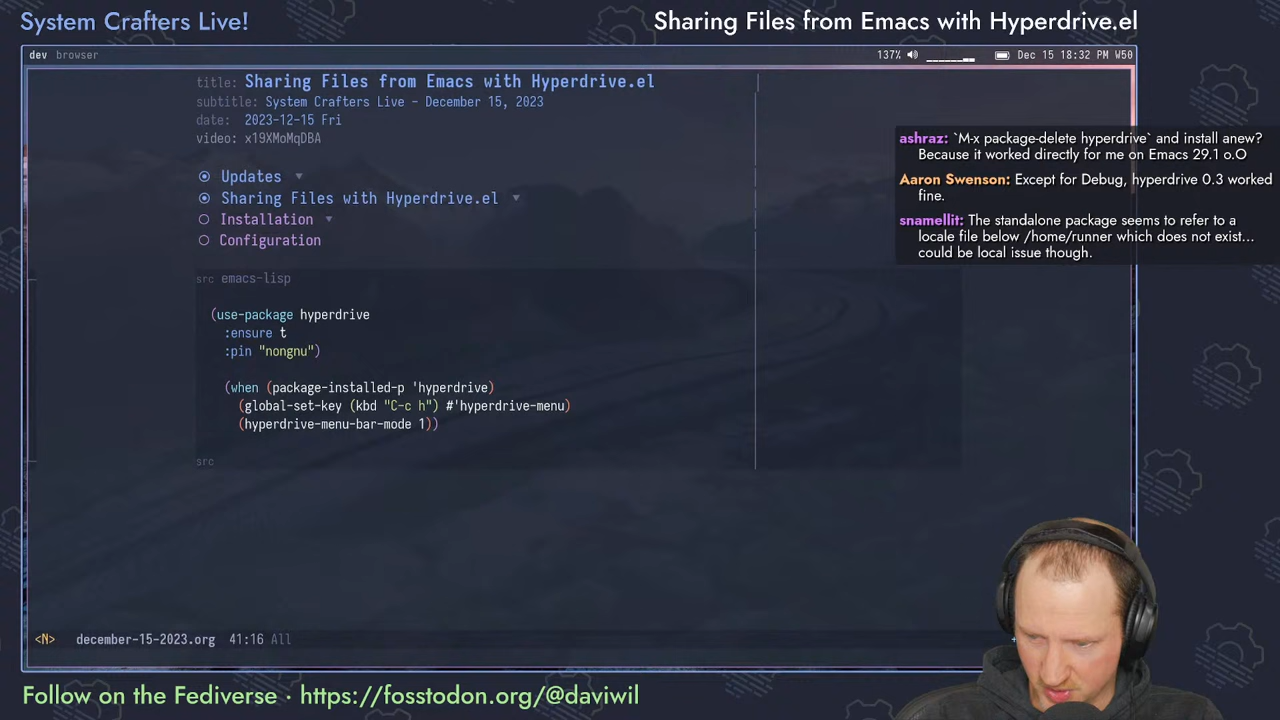 System Crafters Live!
Sharing Files from Emacs with Hyperdrive.el
dev browser
137%
Dec 15 18:32 PM W50
title: Sharing Files from Emacs with Hyperdrive.el
subtitle: System Crafters Live - December 15, 2023
date: 2023-12-15 Fri
video: x19XMoMqDBA
Updates
Sharing Files with Hyperdrive.el
Installation
Configuration
src emacs-lisp
(use-package hyperdrive
:ensure t
:pin "nongnu")
(when (package-installed-p 'hyperdrive)
(global-set-key (kbd "C-c h") #'hyperdrive-menu)
(hyperdrive-menu-bar-mode 1))
src
ashraz: `M-x package-delete hyperdrive` and install anew?
Because it worked directly for me on Emacs 29.1 o.O
Aaron Swenson: Except for Debug, hyperdrive 0.3 worked
fine.
snamellit: The standalone package seems to refer to a
locale file below /home/runner which does not exist...
could be local issue though.
<N> december-15-2023.org 41:16 All
Follow on the Fediverse · https://fosstodon.org/@daviwil